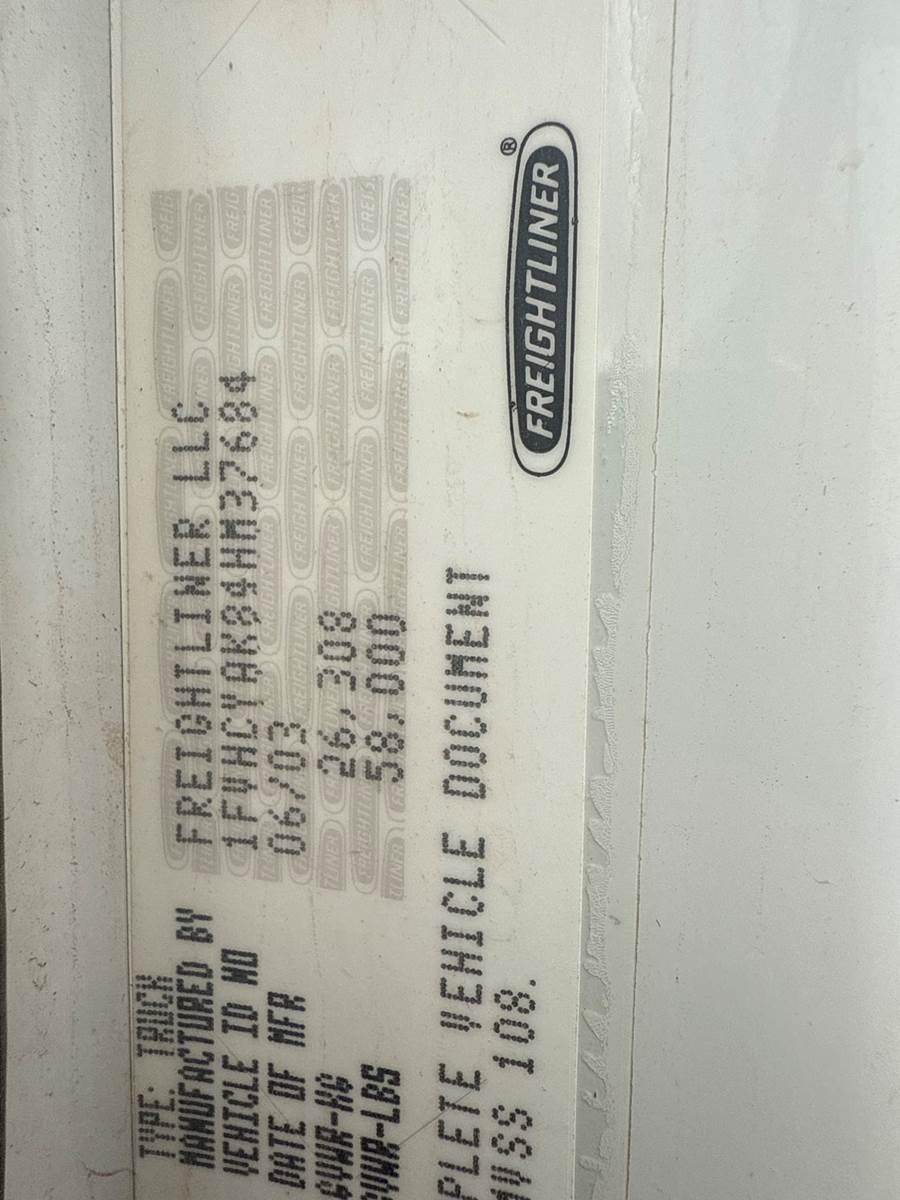 TYPE: TRUCK
MANUFACTURED BY FREIGHTLINER LLC
VEHICLE ID NO 1FVHCYAK84HM37684
DATE OF MFR 06/03
GVWR-KG 26,308
GVWR-LBS 58,000
PLETE VEHICLE DOCUMENT
MVSS 108.
FREIGHTLINER®